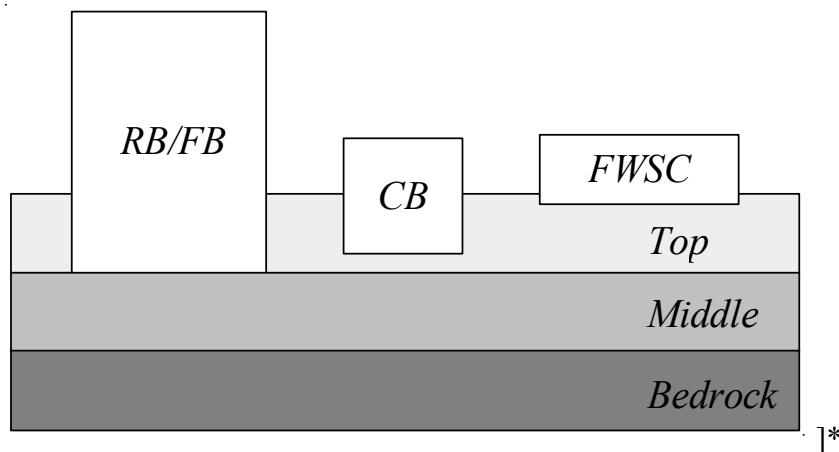 RB/FB
CB
FWSC
Top
Middle
Bedrock
]*